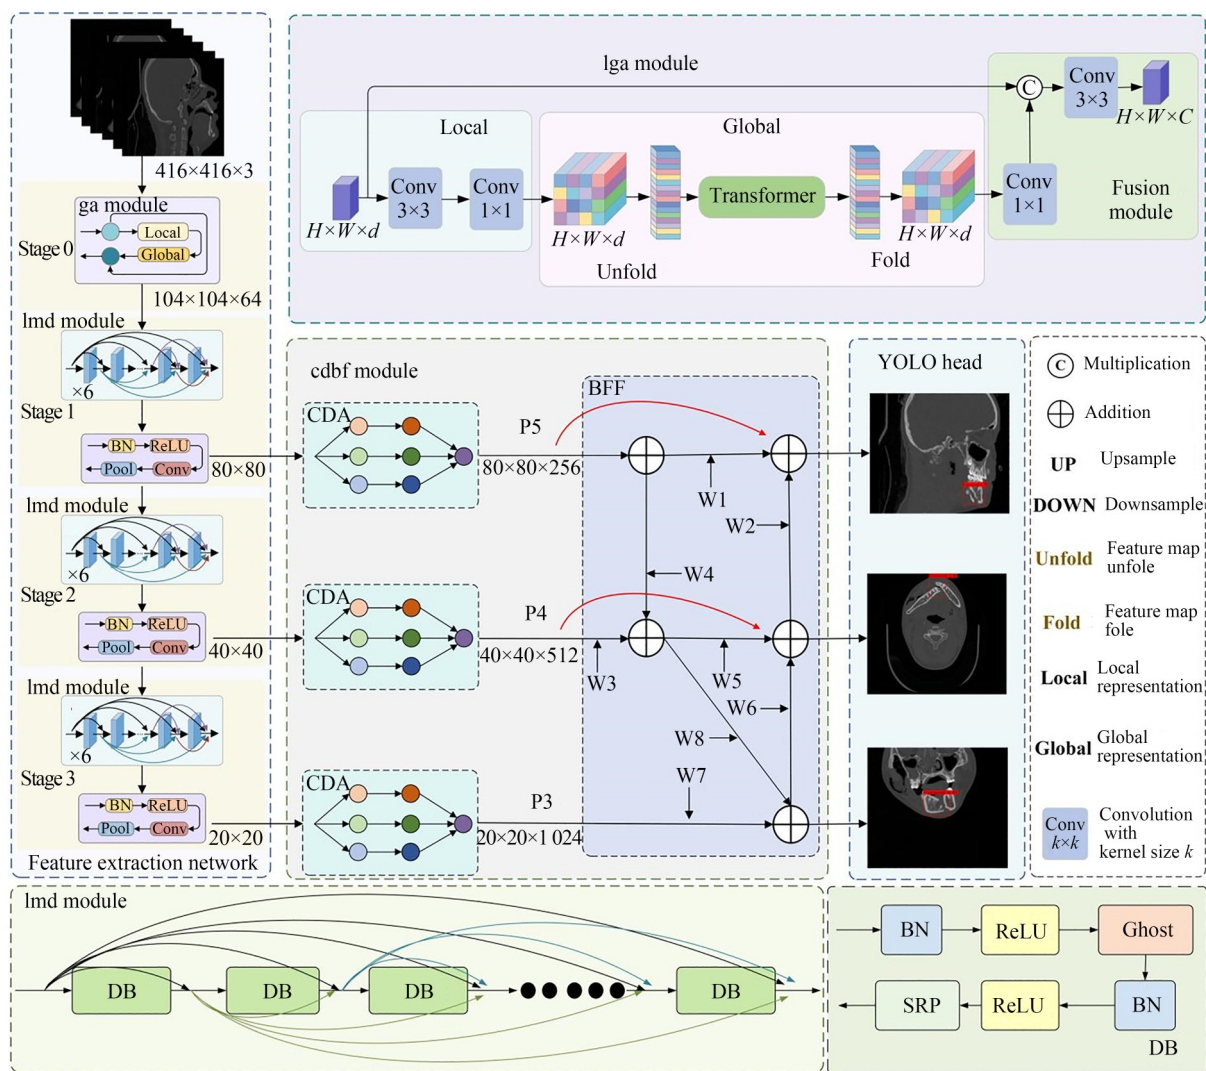 416×416×3
ga module
Local
Global
Stage 0
104×104×64
lmd module
×6
Stage 1
BN
ReLU
Pool
Conv
80×80
lmd module
×6
Stage 2
BN
ReLU
Pool
Conv
40×40
lmd module
×6
Stage 3
BN
ReLU
Pool
Conv
20×20
Feature extraction network
lga module
Local
Conv
3×3
Conv
1×1
H×W×d
Global
H×W×d
Unfold
Transformer
H×W×d
Fold
Conv
1×1
C
Conv
3×3
H×W×C
Fusion
module
cdbf module
CDA
P5
80×80×256
CDA
P4
40×40×512
CDA
P3
20×20×1 024
BFF
W1
W2
W4
W3
W5
W6
W8
W7
YOLO head
C Multiplication
Addition
UP Upsample
DOWN Downsample
Unfold Feature map
unfole
Fold Feature map
fole
Local Local
representation
Global Global
representation
Conv
k×k
Convolution
with
kernel size k
lmd module
DB
DB
DB
DB
BN
ReLU
Ghost
SRP
ReLU
BN
DB